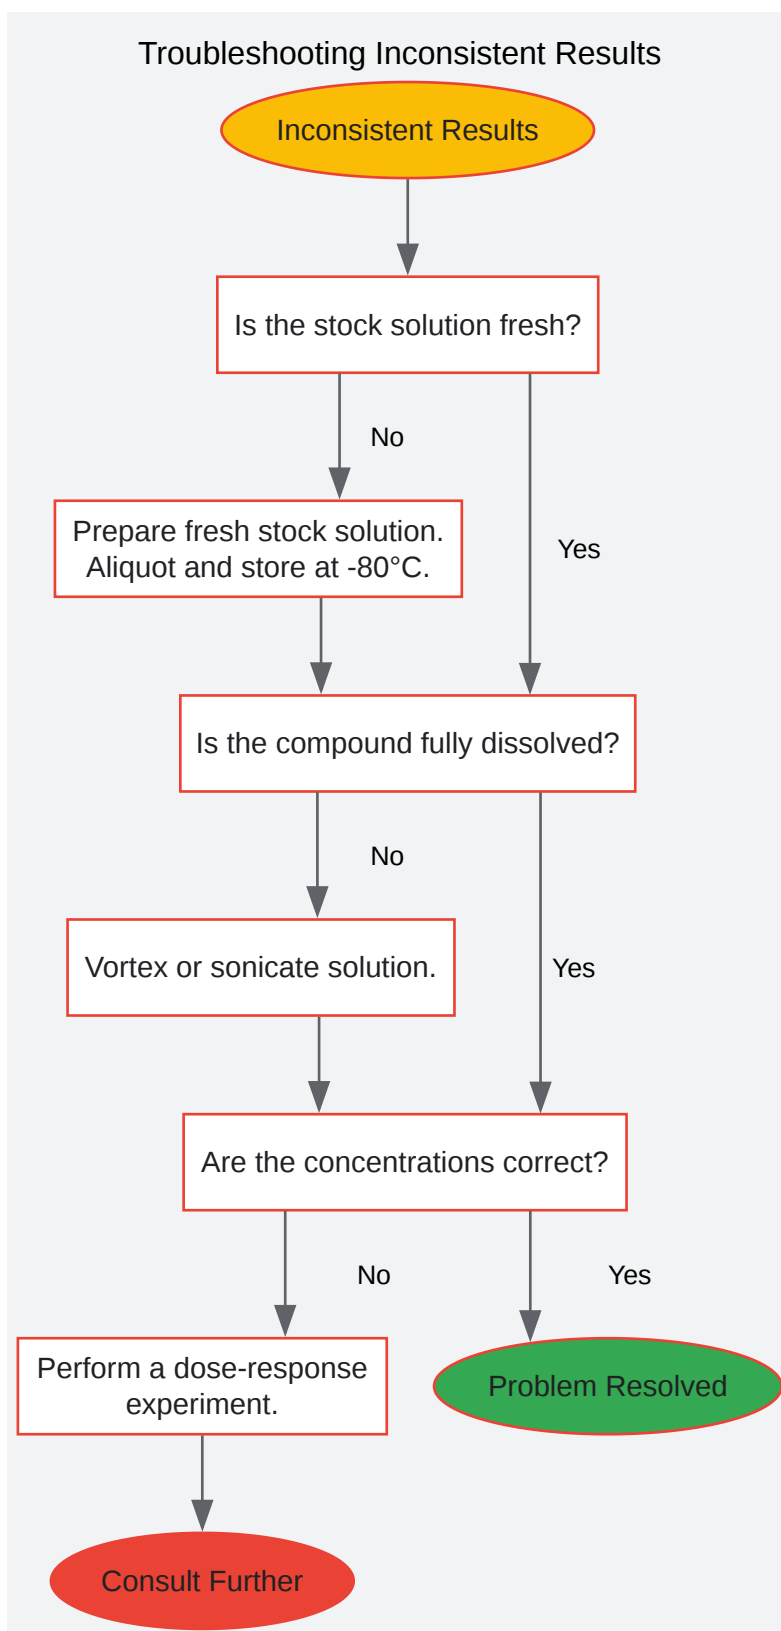 Troubleshooting Inconsistent Results
Inconsistent Results
Is the stock solution fresh?
No
Prepare fresh stock solution.
Aliquot and store at -80°C.
Yes
Is the compound fully dissolved?
No
Vortex or sonicate solution.
Yes
Are the concentrations correct?
No
Yes
Perform a dose-response
experiment.
Problem Resolved
Consult Further